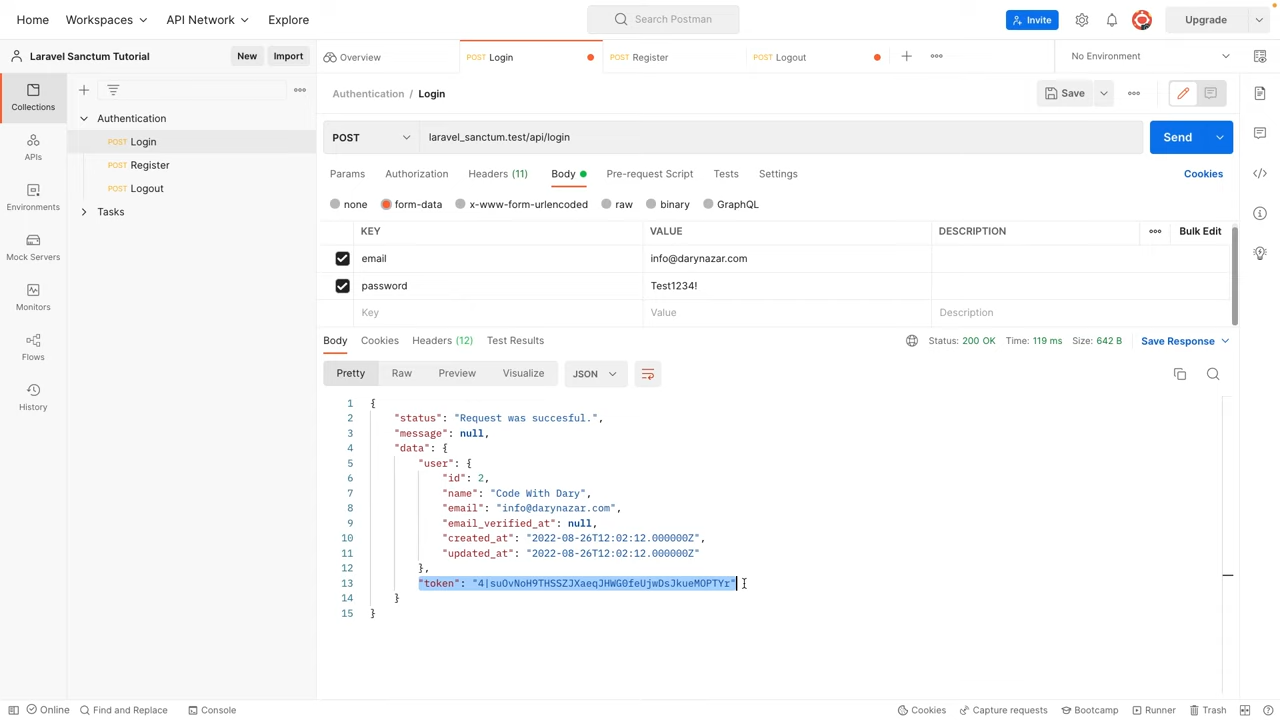 Home Workspaces API Network Explore Search Postman Invite Upgrade
Laravel Sanctum Tutorial New Import Overview POST Login POST Register POST Logout No Environment
Collections
APIs
Environments
Mock Servers
Monitors
Flows
History
Authentication
POST Login
POST Register
POST Logout
Tasks
Authentication / Login Save
POST laravel_sanctum.test/api/login Send
Params Authorization Headers (11) Body Pre-request Script Tests Settings Cookies
none form-data x-www-form-urlencoded raw binary GraphQL
KEY VALUE DESCRIPTION Bulk Edit
email info@darynazar.com
password Test1234!
Key Value Description
Body Cookies Headers (12) Test Results Status: 200 OK Time: 119 ms Size: 642 B Save Response
Pretty Raw Preview Visualize JSON
1 {
2 "status": "Request was succesful.",
3 "message": null,
4 "data": {
5 "user": {
6 "id": 2,
7 "name": "Code With Dary",
8 "email": "info@darynazar.com",
9 "email_verified_at": null,
10 "created_at": "2022-08-26T12:02:12.000000Z",
11 "updated_at": "2022-08-26T12:02:12.000000Z"
12 },
13 "token": "4|suOvNoH9THSSZJXaeqJHWG0feUjwDsJkueMOPTYr"
14 }
15 }
Online Find and Replace Console Cookies Capture requests Bootcamp Runner Trash